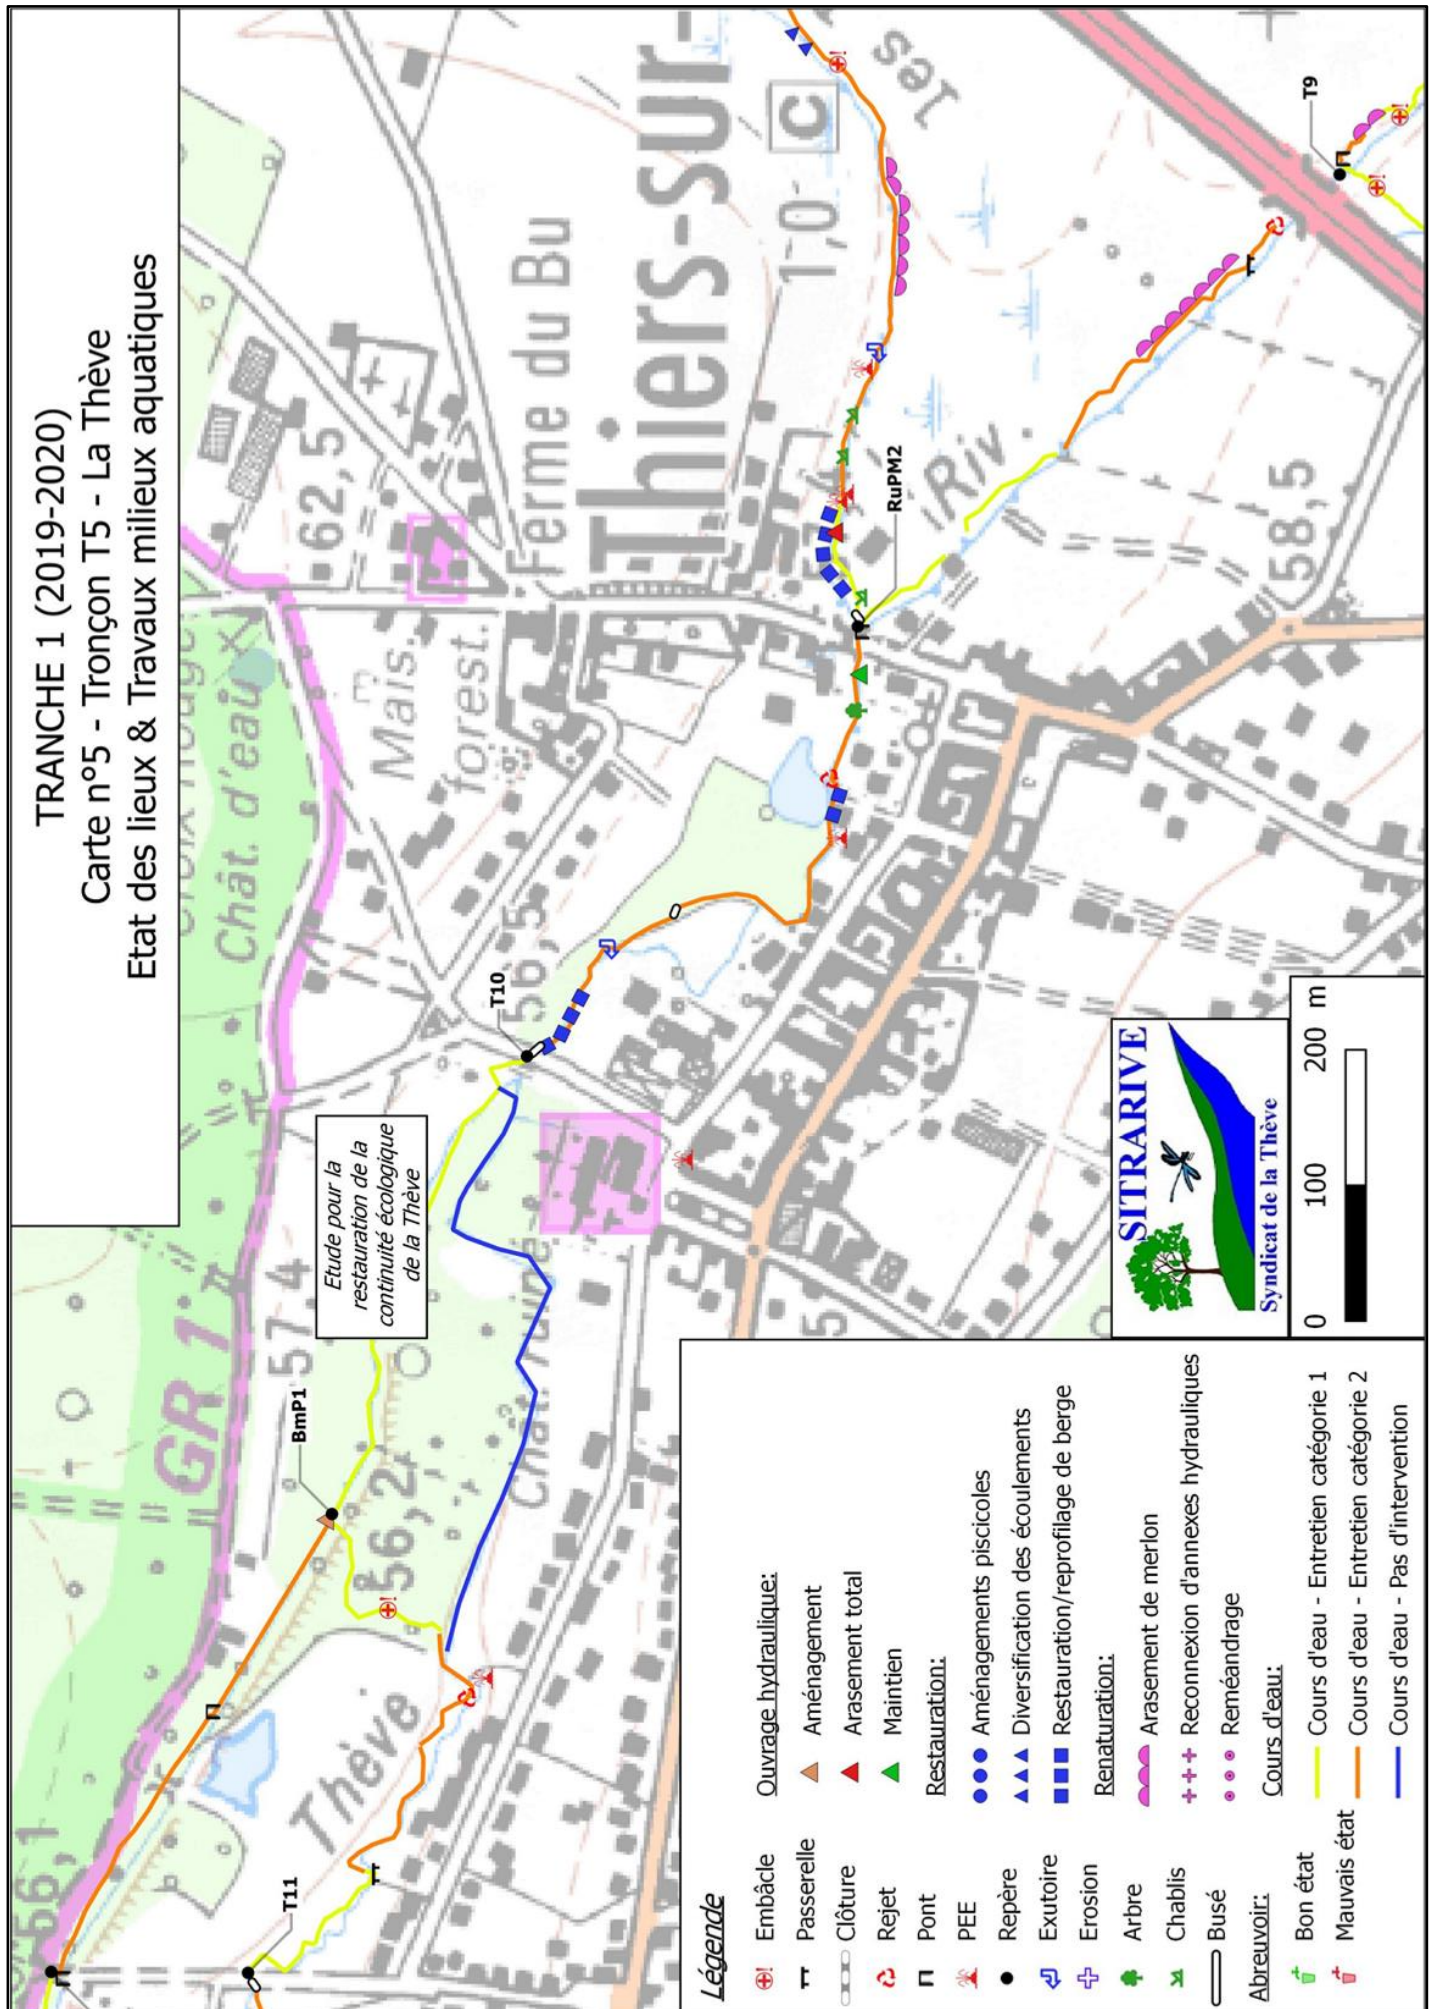 TRANCHE 1 (2019-2020)
Carte n°5 - Tronçon T5 - La Thève
Etat des lieux & Travaux milieux aquatiques
56,1
GR 1
57,4
Chât. d'eau
Mais.
forest.
62,5
Ferme du Bu
Thiers-sur-
1,0
C
les
Riv.
58,5
56,5
56,2
Chât. ruiné
Thève
T9
RuPM2
T10
BmP1
T11
Etude pour la
restauration de la
continuité écologique
de la Thève
Légende
Embâcle
Passerelle
Clôture
Rejet
Pont
PEE
Repère
Exutoire
Erosion
Arbre
Chablis
Busé
Abreuvoir:
Bon état
Mauvais état
Ouvrage hydraulique:
Aménagement
Arasement total
Maintien
Restauration:
Aménagements piscicoles
Diversification des écoulements
Restauration/reprofilage de berge
Renaturation:
Arasement de merlon
Reconnexion d'annexes hydrauliques
Reméandrage
Cours d'eau:
Cours d'eau - Entretien catégorie 1
Cours d'eau - Entretien catégorie 2
Cours d'eau - Pas d'intervention
SITRARIVE
Syndicat de la Thève
0 100 200 m